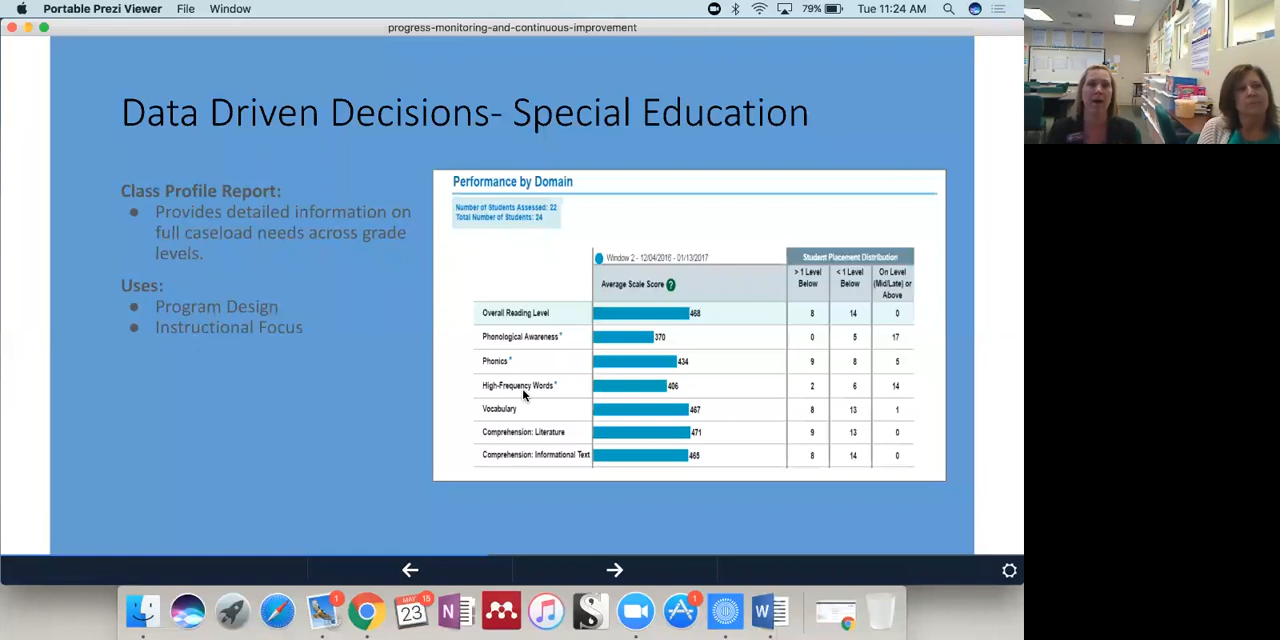 Portable Prezi Viewer File Window 79% Tue 11:24 AM
progress-monitoring-and-continuous-improvement
Data Driven Decisions- Special Education
Class Profile Report:
● Provides detailed information on
full caseload needs across grade
levels.
Uses:
● Program Design
● Instructional Focus
Performance by Domain
Number of Students Assessed: 22
Total Number of Students: 24
Window 2 - 12/04/2016 - 01/13/2017
Student Placement Distribution
Average Scale Score ?
> 1 Level
Below
< 1 Level
Below
On Level
(Mid/Late) or
Above
Overall Reading Level 468 8 14 0
Phonological Awareness* 370 0 5 17
Phonics* 434 9 8 5
High-Frequency Words* 406 2 6 14
Vocabulary 467 8 13 1
Comprehension: Literature 471 9 13 0
Comprehension: Informational Text 465 8 14 0
1
MAY
23
15
N
S
1
W